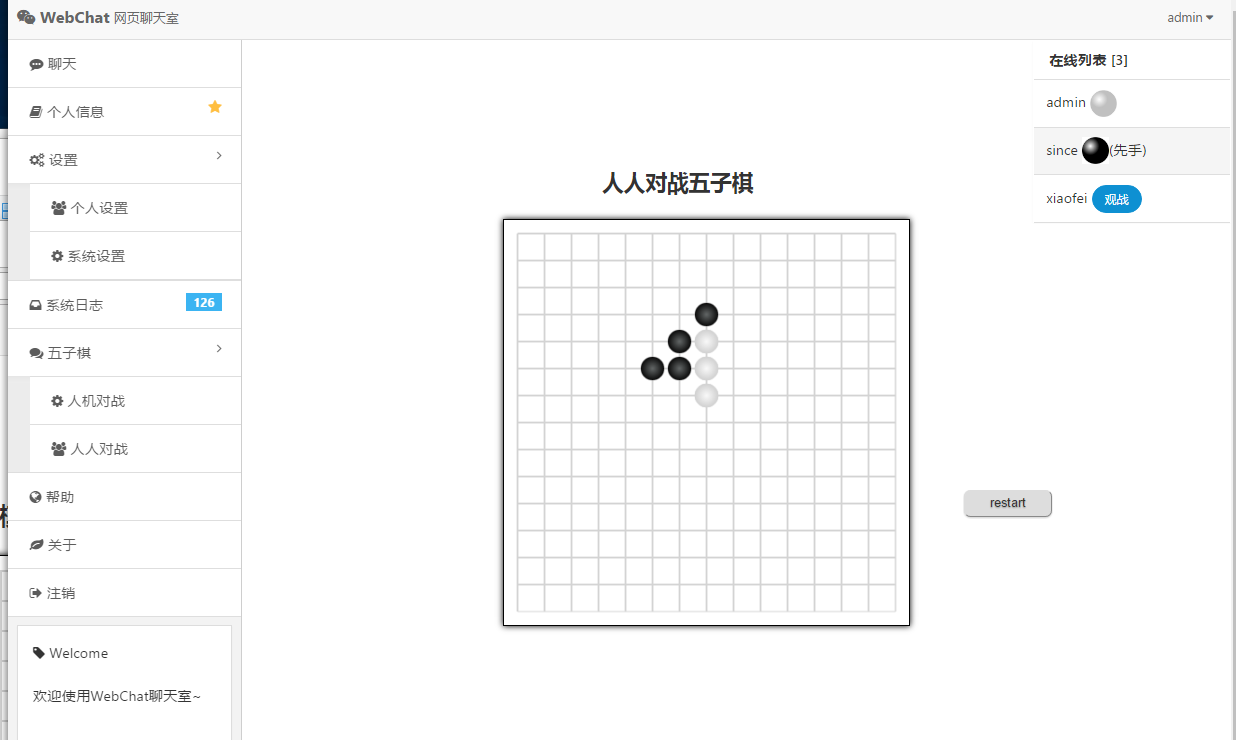 WebChat 网页聊天室
admin
聊天
个人信息
设置
个人设置
系统设置
系统日志 126
五子棋
人机对战
人人对战
帮助
关于
注销
Welcome
欢迎使用WebChat聊天室~
人人对战五子棋
restart
在线列表 [3]
admin
since (先手)
xiaofei 观战